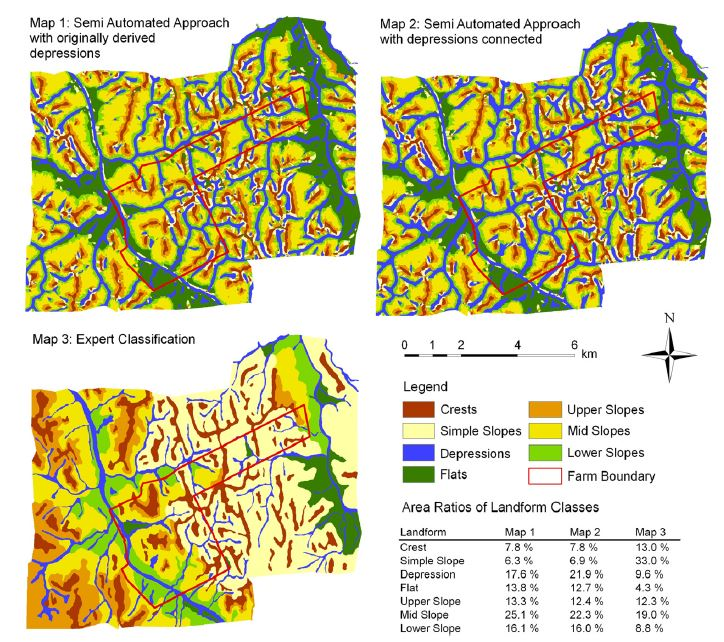 Map 1: Semi Automated Approach
with originally derived
depressions
Map 2: Semi Automated Approach
with depressions connected
Map 3: Expert Classification
N
0 1 2 4 6
km
Legend
Crests
Upper Slopes
Simple Slopes
Mid Slopes
Depressions
Lower Slopes
Flats
Farm Boundary
Area Ratios of Landform Classes
Landform Map 1 Map 2 Map 3
Crest 7.8 % 7.8 % 13.0 %
Simple Slope 6.3 % 6.9 % 33.0 %
Depression 17.6 % 21.9 % 9.6 %
Flat 13.8 % 12.7 % 4.3 %
Upper Slope 13.3 % 12.4 % 12.3 %
Mid Slope 25.1 % 22.3 % 19.0 %
Lower Slope 16.1 % 16.0 % 8.8 %